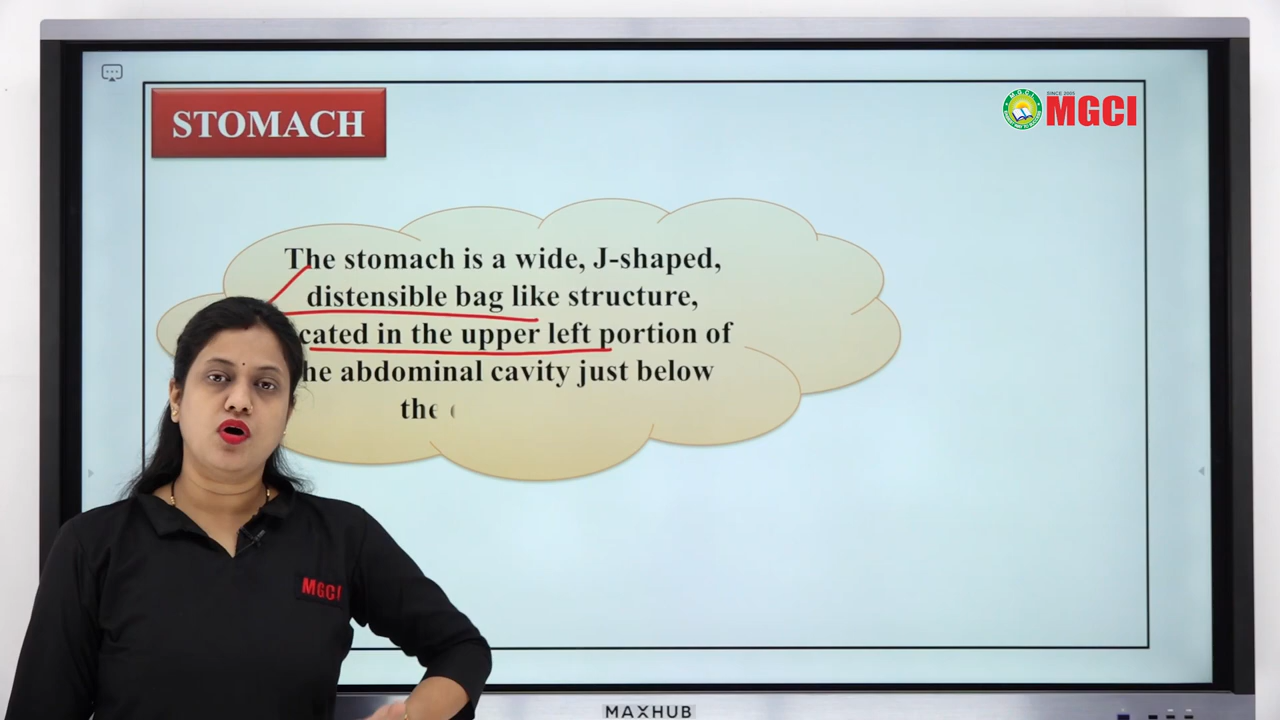 STOMACH
SINCE 2001
MGCI
The stomach is a wide, J-shaped,
distensible bag like structure,
cated in the upper left portion of
he abdominal cavity just below
the
MGCI
MAXHUB